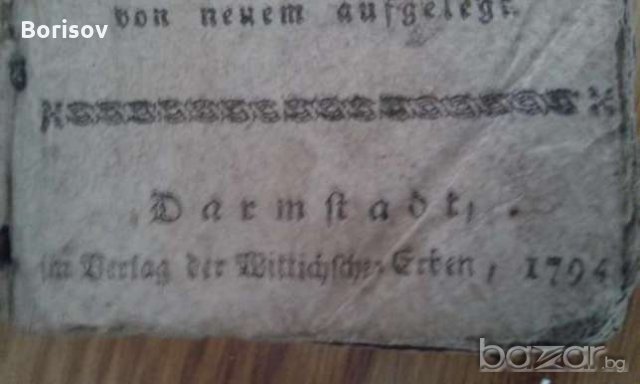 Borisov
von neuem aufgelegt.
Darmstadt,
im Verlag der Wittichschen Erben, 1794
bazar.bg